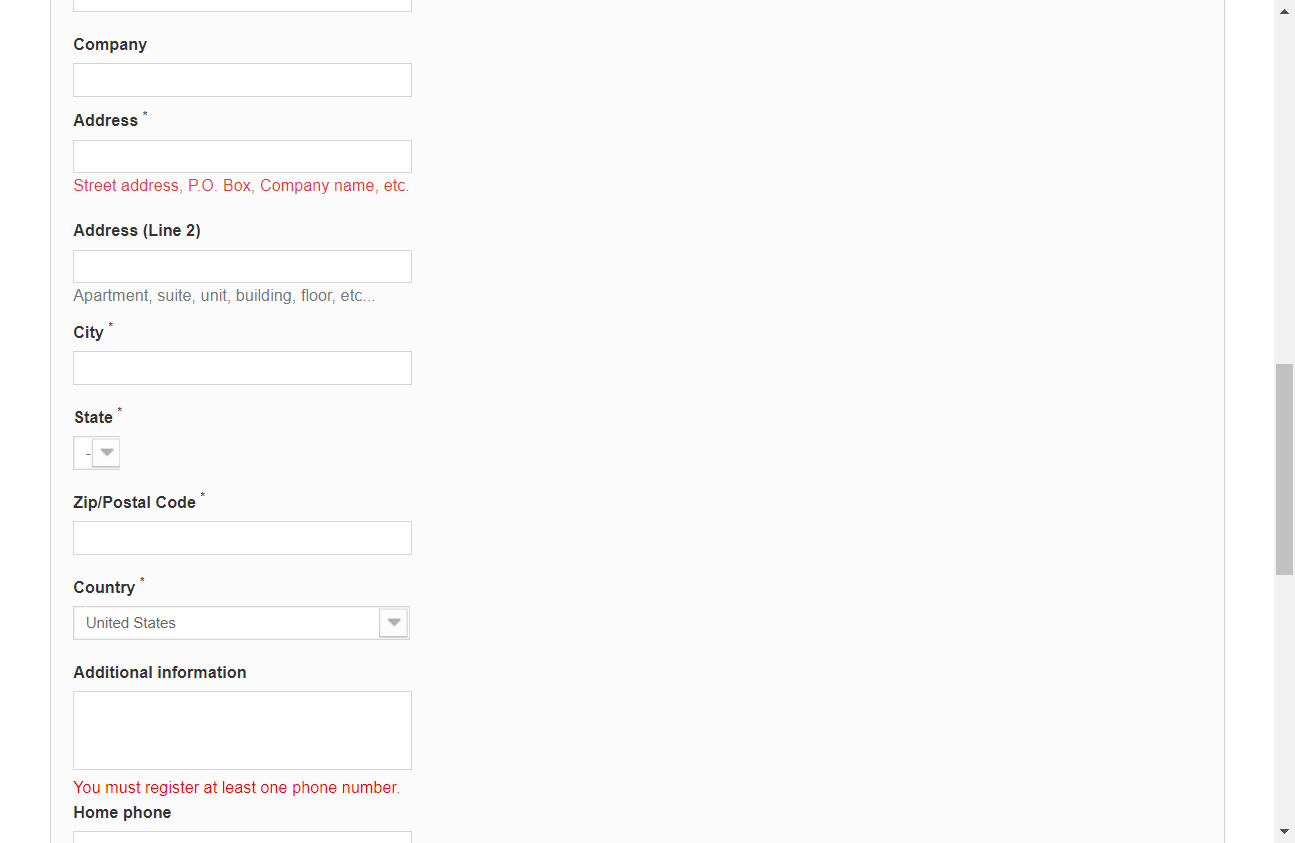 Company
Address *
Street address, P.O. Box, Company name, etc.
Address (Line 2)
Apartment, suite, unit, building, floor, etc...
City *
State *
-
Zip/Postal Code *
Country *
United States
Additional information
You must register at least one phone number.
Home phone